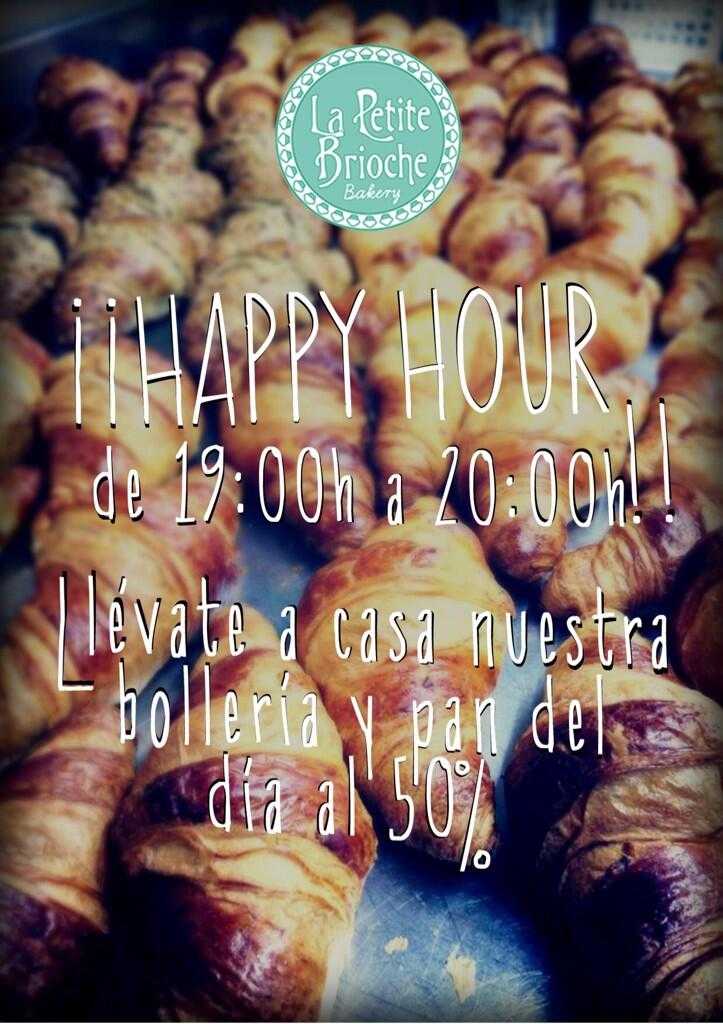 La Petite
Brioche
Bakery
¡¡HAPPY HOUR
de 19:00h a 20:00h!!
Llévate a casa nuestra
bollería y pan del
día al 50%